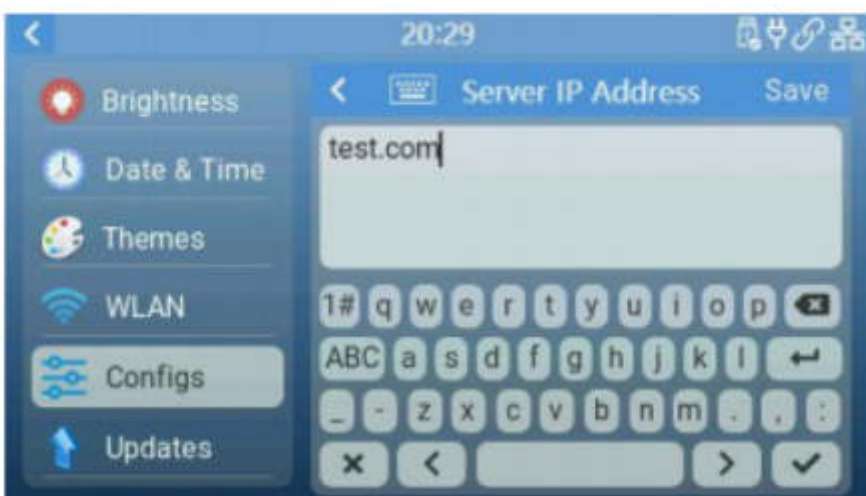 20:29
Brightness
Date & Time
Themes
WLAN
Configs
Updates
Server IP Address Save
test.com
1# q w e r t y u i o p
ABC a s d f g h j k l
_ - z x c v b n m . , :